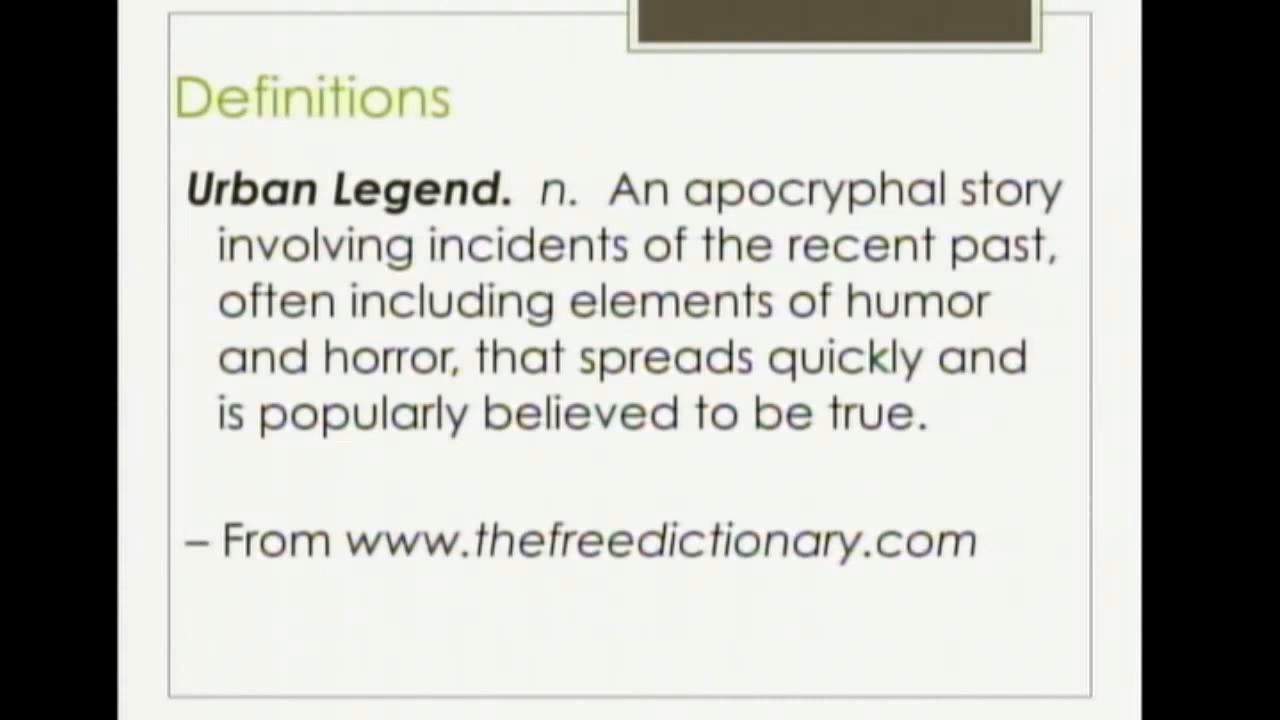 Definitions
Urban Legend. n. An apocryphal story
involving incidents of the recent past,
often including elements of humor
and horror, that spreads quickly and
is popularly believed to be true.
– From www.thefreedictionary.com